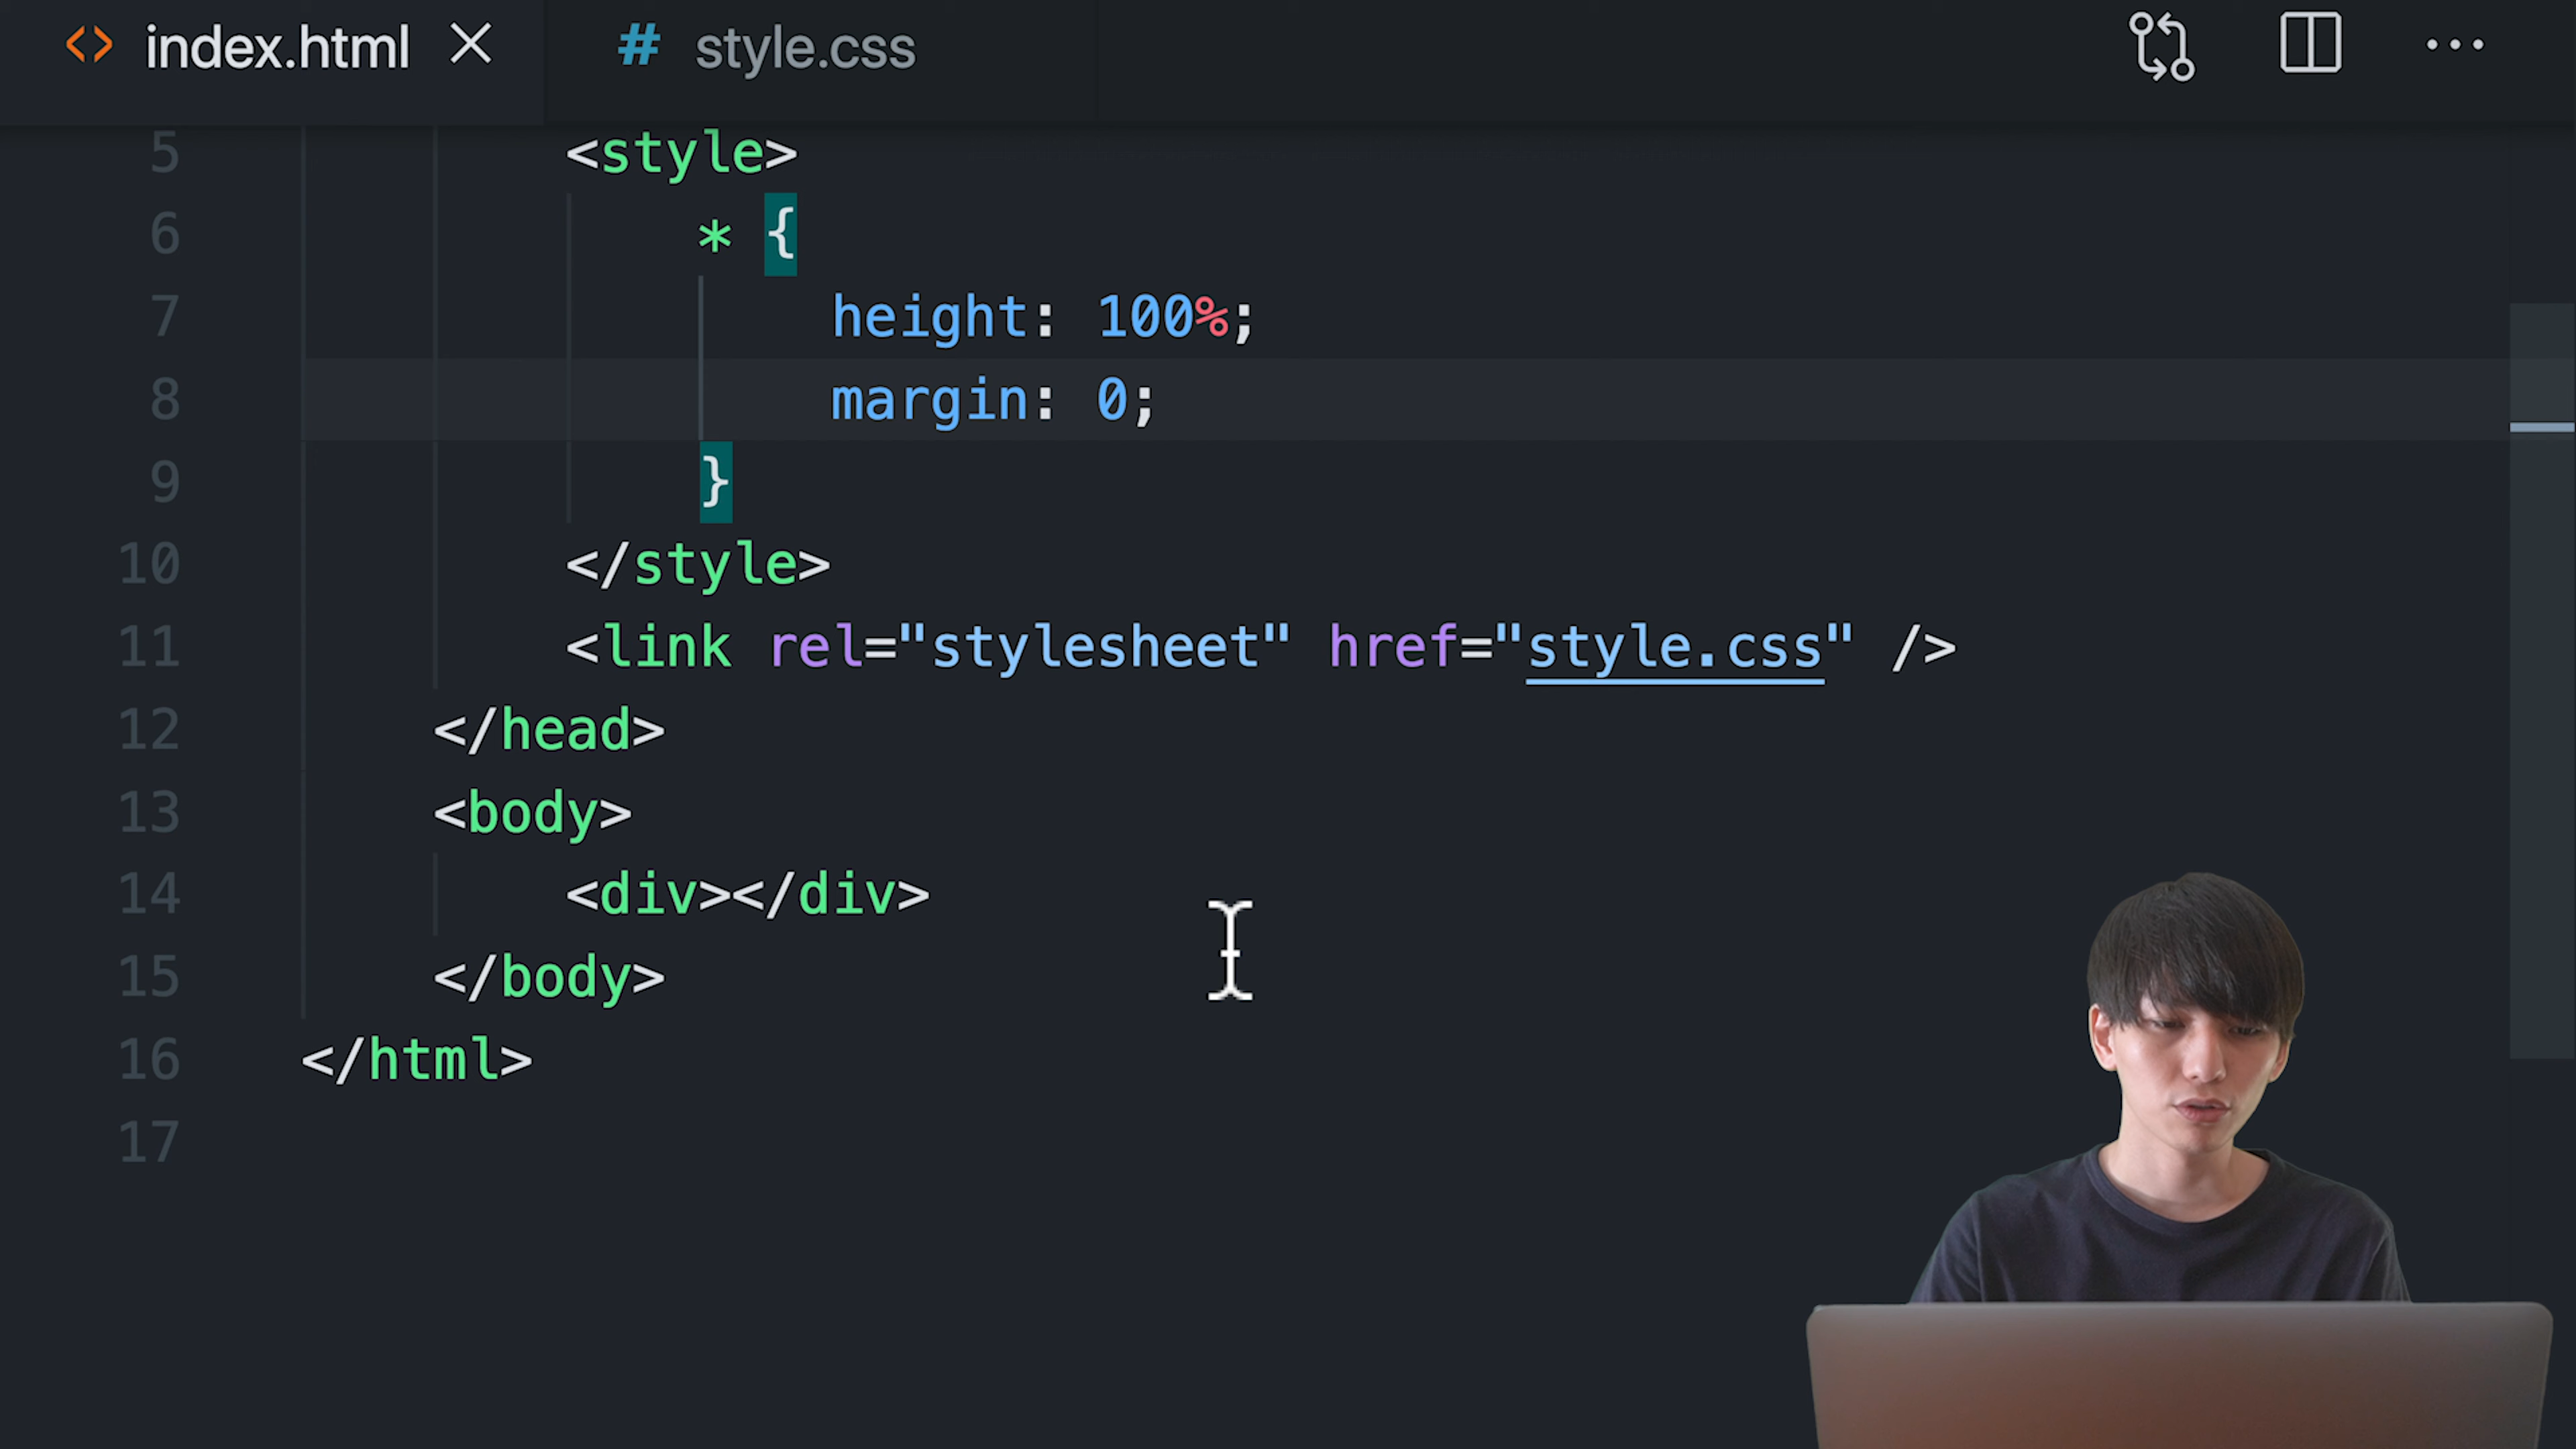 index.html
style.css
5 <style>
6 * {
7 height: 100%;
8 margin: 0;
9 }
10 </style>
11 <link rel="stylesheet" href="style.css" />
12 </head>
13 <body>
14 <div></div>
15 </body>
16 </html>
17